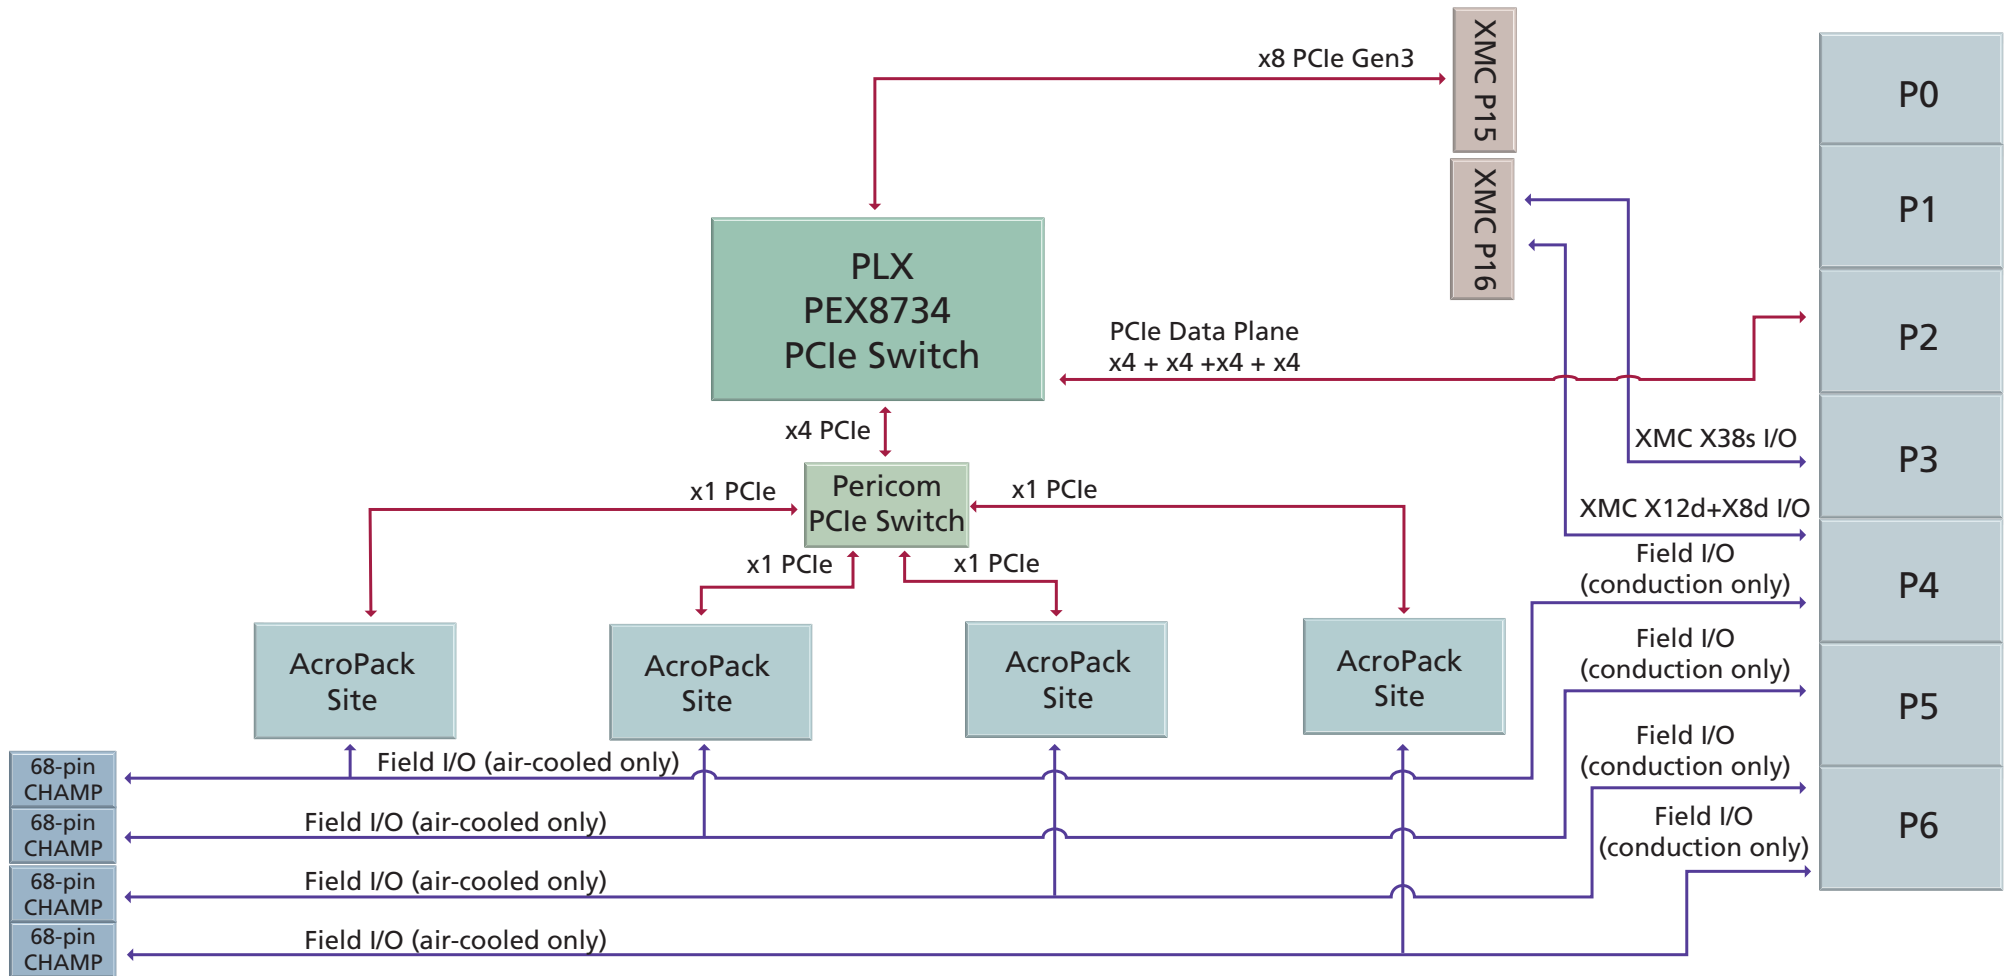 x8 PCIe Gen3
XMC P15
XMC P16
P0
P1
P2
P3
P4
P5
P6
PLX
PEX8734
PCIe Switch
PCIe Data Plane
x4 + x4 +x4 + x4
x4 PCIe
Pericom
PCIe Switch
x1 PCIe
x1 PCIe
x1 PCIe
x1 PCIe
XMC X38s I/O
XMC X12d+X8d I/O
Field I/O
(conduction only)
Field I/O
(conduction only)
Field I/O
(conduction only)
Field I/O
(conduction only)
AcroPack
Site
AcroPack
Site
AcroPack
Site
AcroPack
Site
68-pin
CHAMP
Field I/O (air-cooled only)
68-pin
CHAMP
Field I/O (air-cooled only)
68-pin
CHAMP
Field I/O (air-cooled only)
68-pin
CHAMP
Field I/O (air-cooled only)